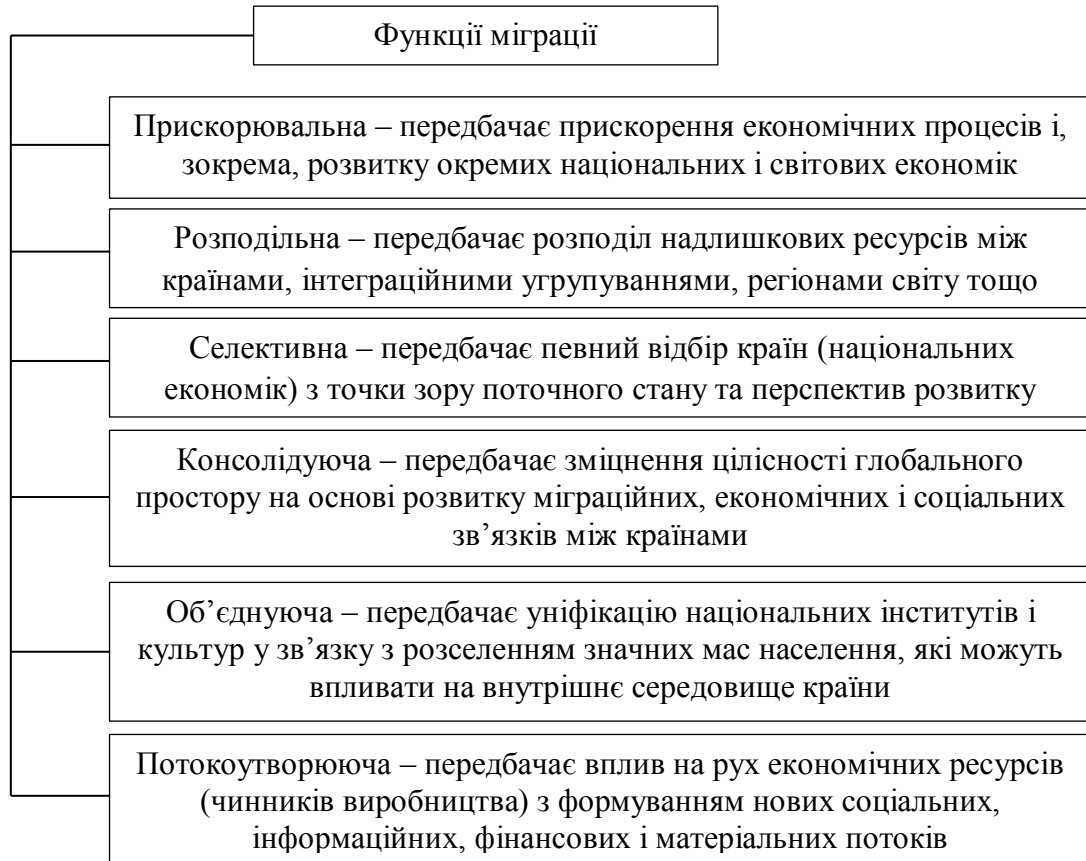 Функції міграції
Прискорювальна – передбачає прискорення економічних процесів і,
зокрема, розвитку окремих національних і світових економік
Розподільна – передбачає розподіл надлишкових ресурсів між
країнами, інтеграційними угрупуваннями, регіонами світу тощо
Селективна – передбачає певний відбір країн (національних
економік) з точки зору поточного стану та перспектив розвитку
Консолідуюча – передбачає зміцнення цілісності глобального
простору на основі розвитку міграційних, економічних і соціальних
зв’язків між країнами
Об’єднуюча – передбачає уніфікацію національних інститутів і
культур у зв’язку з розселенням значних мас населення, які можуть
впливати на внутрішнє середовище країни
Потокоутворююча – передбачає вплив на рух економічних ресурсів
(чинників виробництва) з формуванням нових соціальних,
інформаційних, фінансових і матеріальних потоків